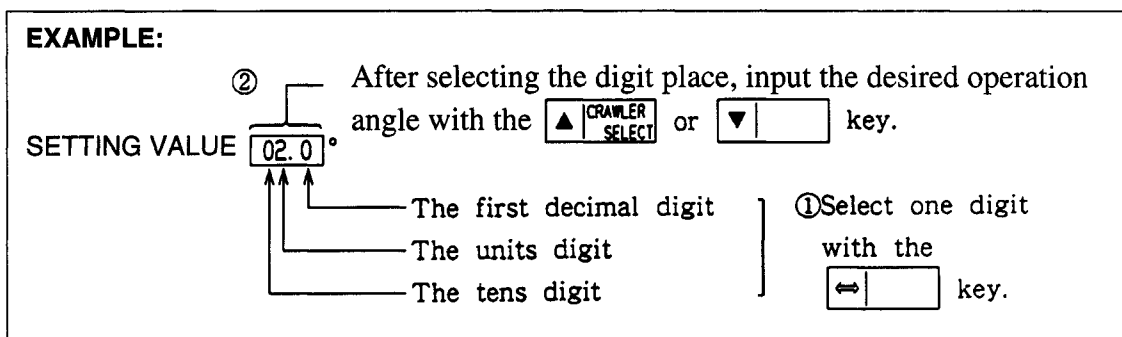 EXAMPLE:
② After selecting the digit place, input the desired operation
angle with the ▲ CRAWLER SELECT or ▼ key.
SETTING VALUE 02.0°
The first decimal digit ①Select one digit
The units digit with the
The tens digit ⇔ key.